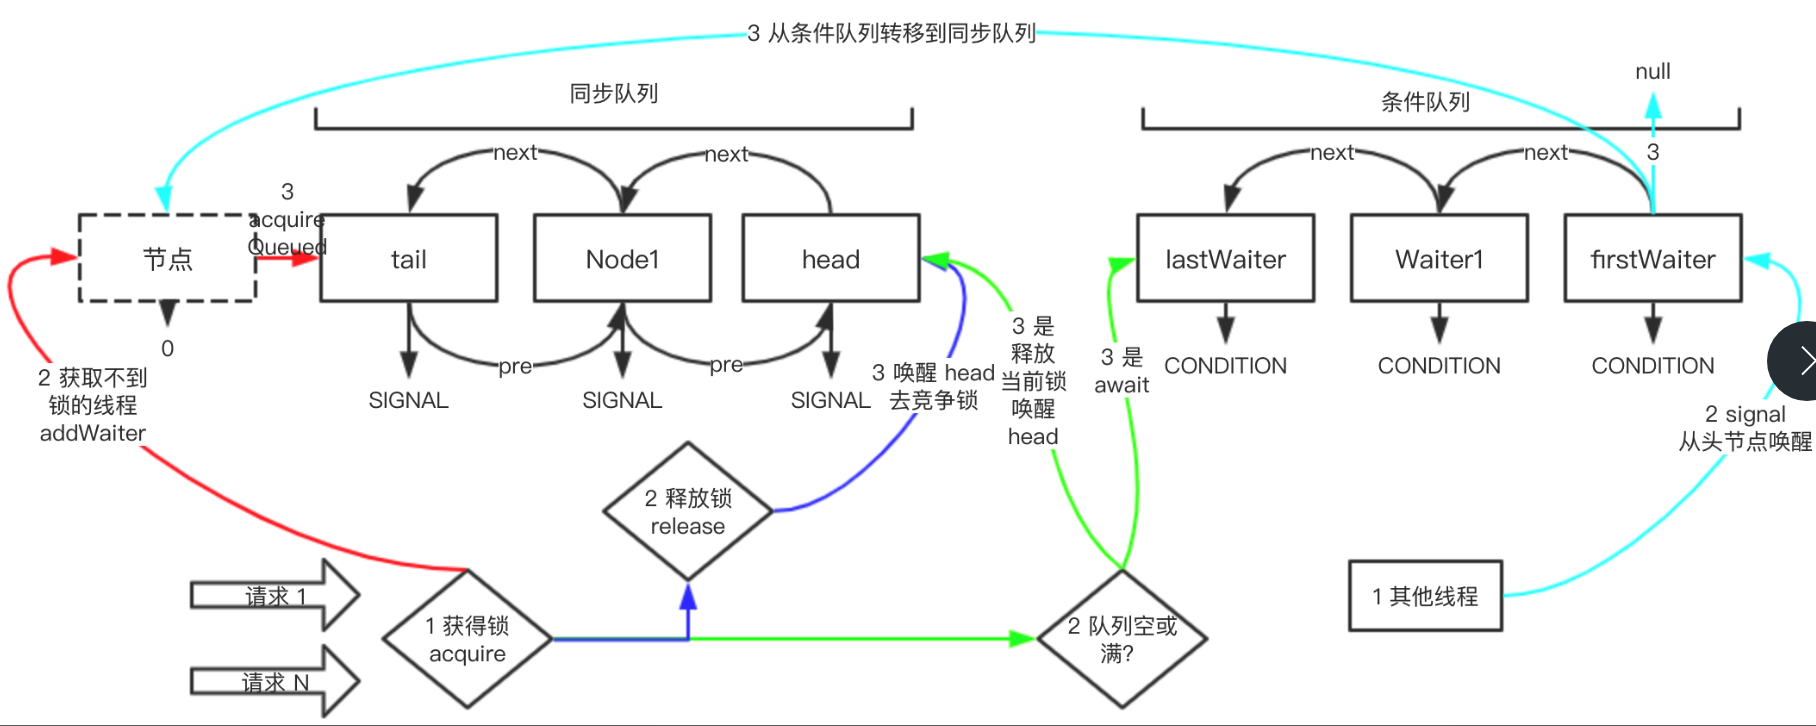 3 从条件队列转移到同步队列
null
同步队列
条件队列
next
next
next
next
3
3
acquire
Queued
节点
tail
Node1
head
lastWaiter
Waiter1
firstWaiter
0
pre
pre
SIGNAL
SIGNAL
SIGNAL
CONDITION
CONDITION
CONDITION
2 获取不到
锁的线程
addWaiter
3 唤醒 head
去竞争锁
3 是
释放
当前锁
唤醒
head
3 是
await
2 signal
从头节点唤醒
2 释放锁
release
请求 1
请求 N
1 获得锁
acquire
2 队列空或
满?
1 其他线程